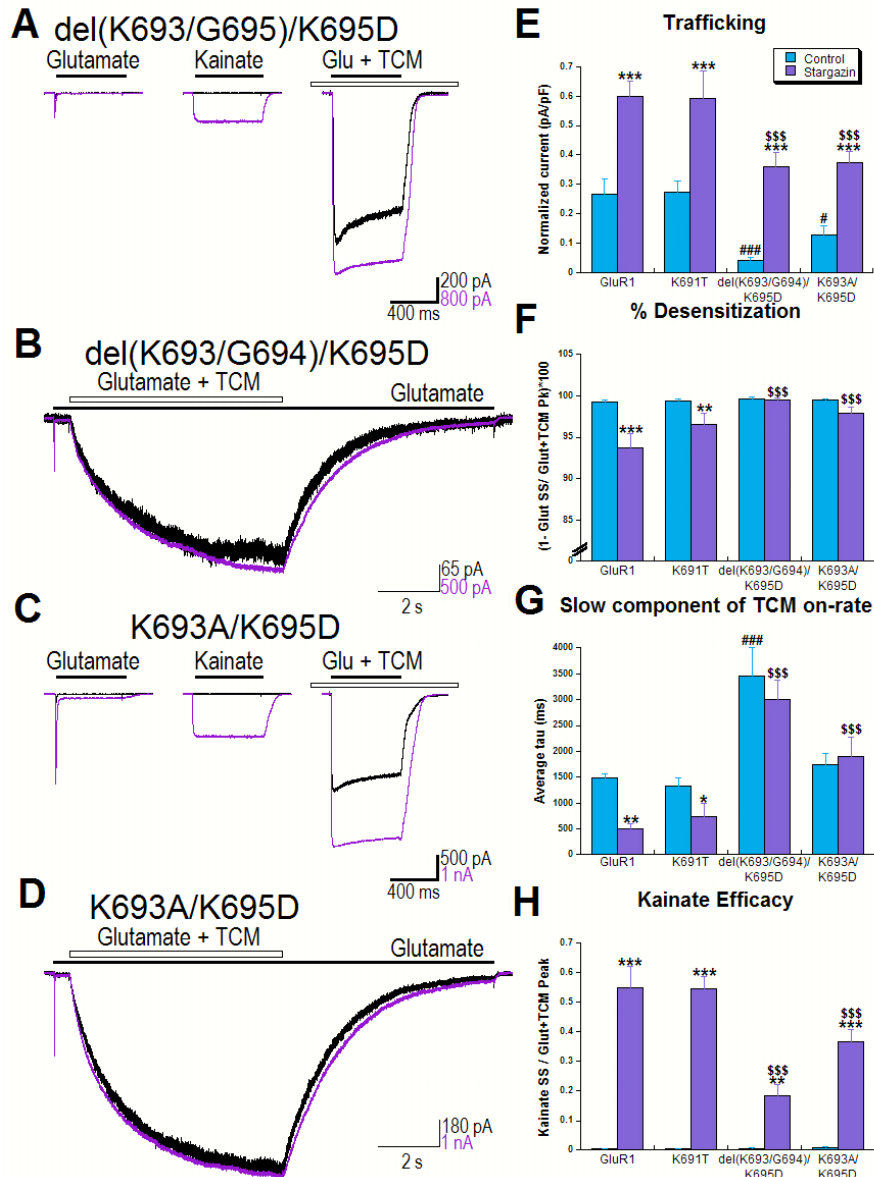 A
del(K693/G695)/K695D
Glutamate
Kainate
Glu + TCM
200 pA
800 pA
400 ms
B
del(K693/G694)/K695D
Glutamate + TCM
Glutamate
65 pA
500 pA
2 s
C
K693A/K695D
Glutamate
Kainate
Glu + TCM
500 pA
1 nA
400 ms
D
K693A/K695D
Glutamate + TCM
Glutamate
180 pA
1 nA
2 s
E
Trafficking
Control
Stargazin
Normalized current (pA/pF)
0.7
0.6
0.5
0.4
0.3
0.2
0.1
0
***
***
###
$$$
***
#
$$$
***
GluR1
K691T
del(K693/G694)/
K695D
K693A/
K695D
F
% Desensitization
(1- Glut SS/ Glut+TCM Pk)*100
105
100
95
90
85
0
***
**
$$$
$$$
GluR1
K691T
del(K693/G694)/
K695D
K693A/
K695D
G
Slow component of TCM on-rate
Average tau (ms)
4000
3500
3000
2500
2000
1500
1000
500
0
**
*
###
$$$
$$$
GluR1
K691T
del(K693/G694)/
K695D
K693A/
K695D
H
Kainate Efficacy
Kainate SS / Glut+TCM Peak
0.7
0.6
0.5
0.4
0.3
0.2
0.1
0
***
***
$$$
**
$$$
***
GluR1
K691T
del(K693/G694)/
K695D
K693A/
K695D